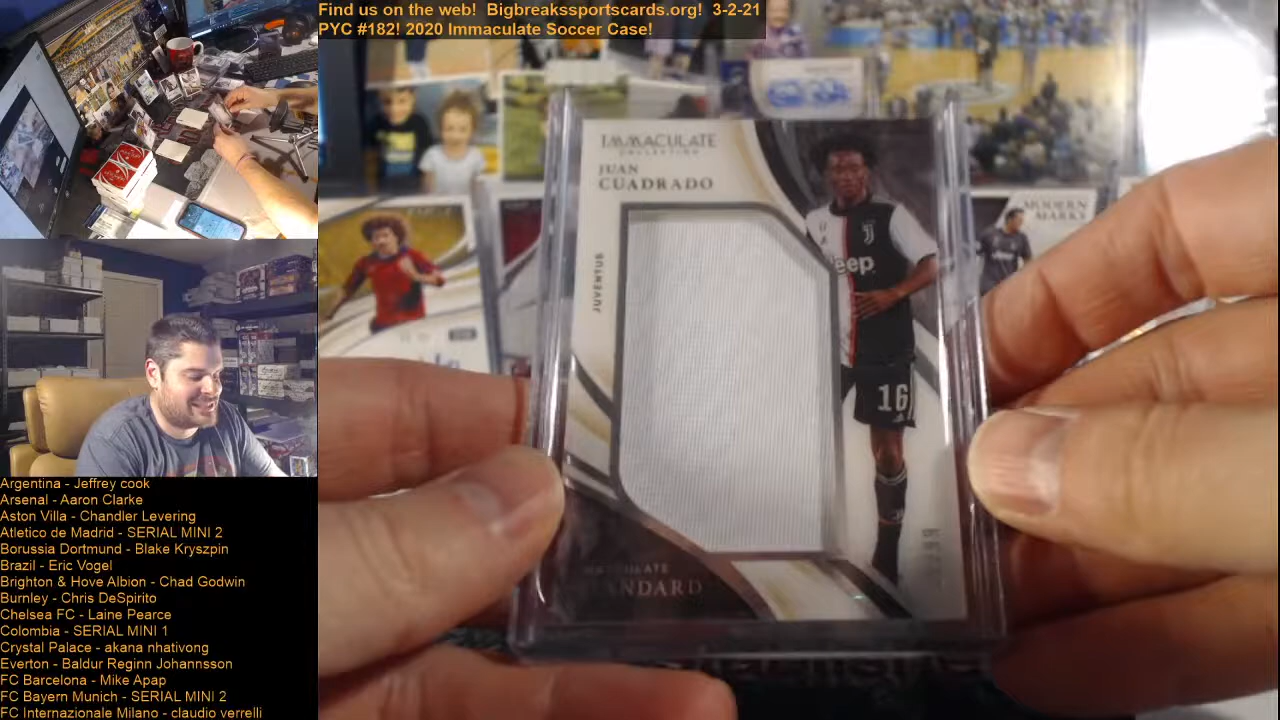 Find us on the web! Bigbreakssportscards.org! 3-2-21
PYC #182! 2020 Immaculate Soccer Case!
IMMACULATE
COLLECTION
JUAN
CUADRADO
JUVENTUS
Jeep
16
MODERN
MARKS
Argentina - Jeffrey cook
Arsenal - Aaron Clarke
Aston Villa - Chandler Levering
Atletico de Madrid - SERIAL MINI 2
Borussia Dortmund - Blake Kryszpin
Brazil - Eric Vogel
Brighton & Hove Albion - Chad Godwin
Burnley - Chris DeSpirito
Chelsea FC - Laine Pearce
Colombia - SERIAL MINI 1
Crystal Palace - akana nhativong
Everton - Baldur Reginn Johannsson
FC Barcelona - Mike Apap
FC Bayern Munich - SERIAL MINI 2
FC Internazionale Milano - claudio verrelli